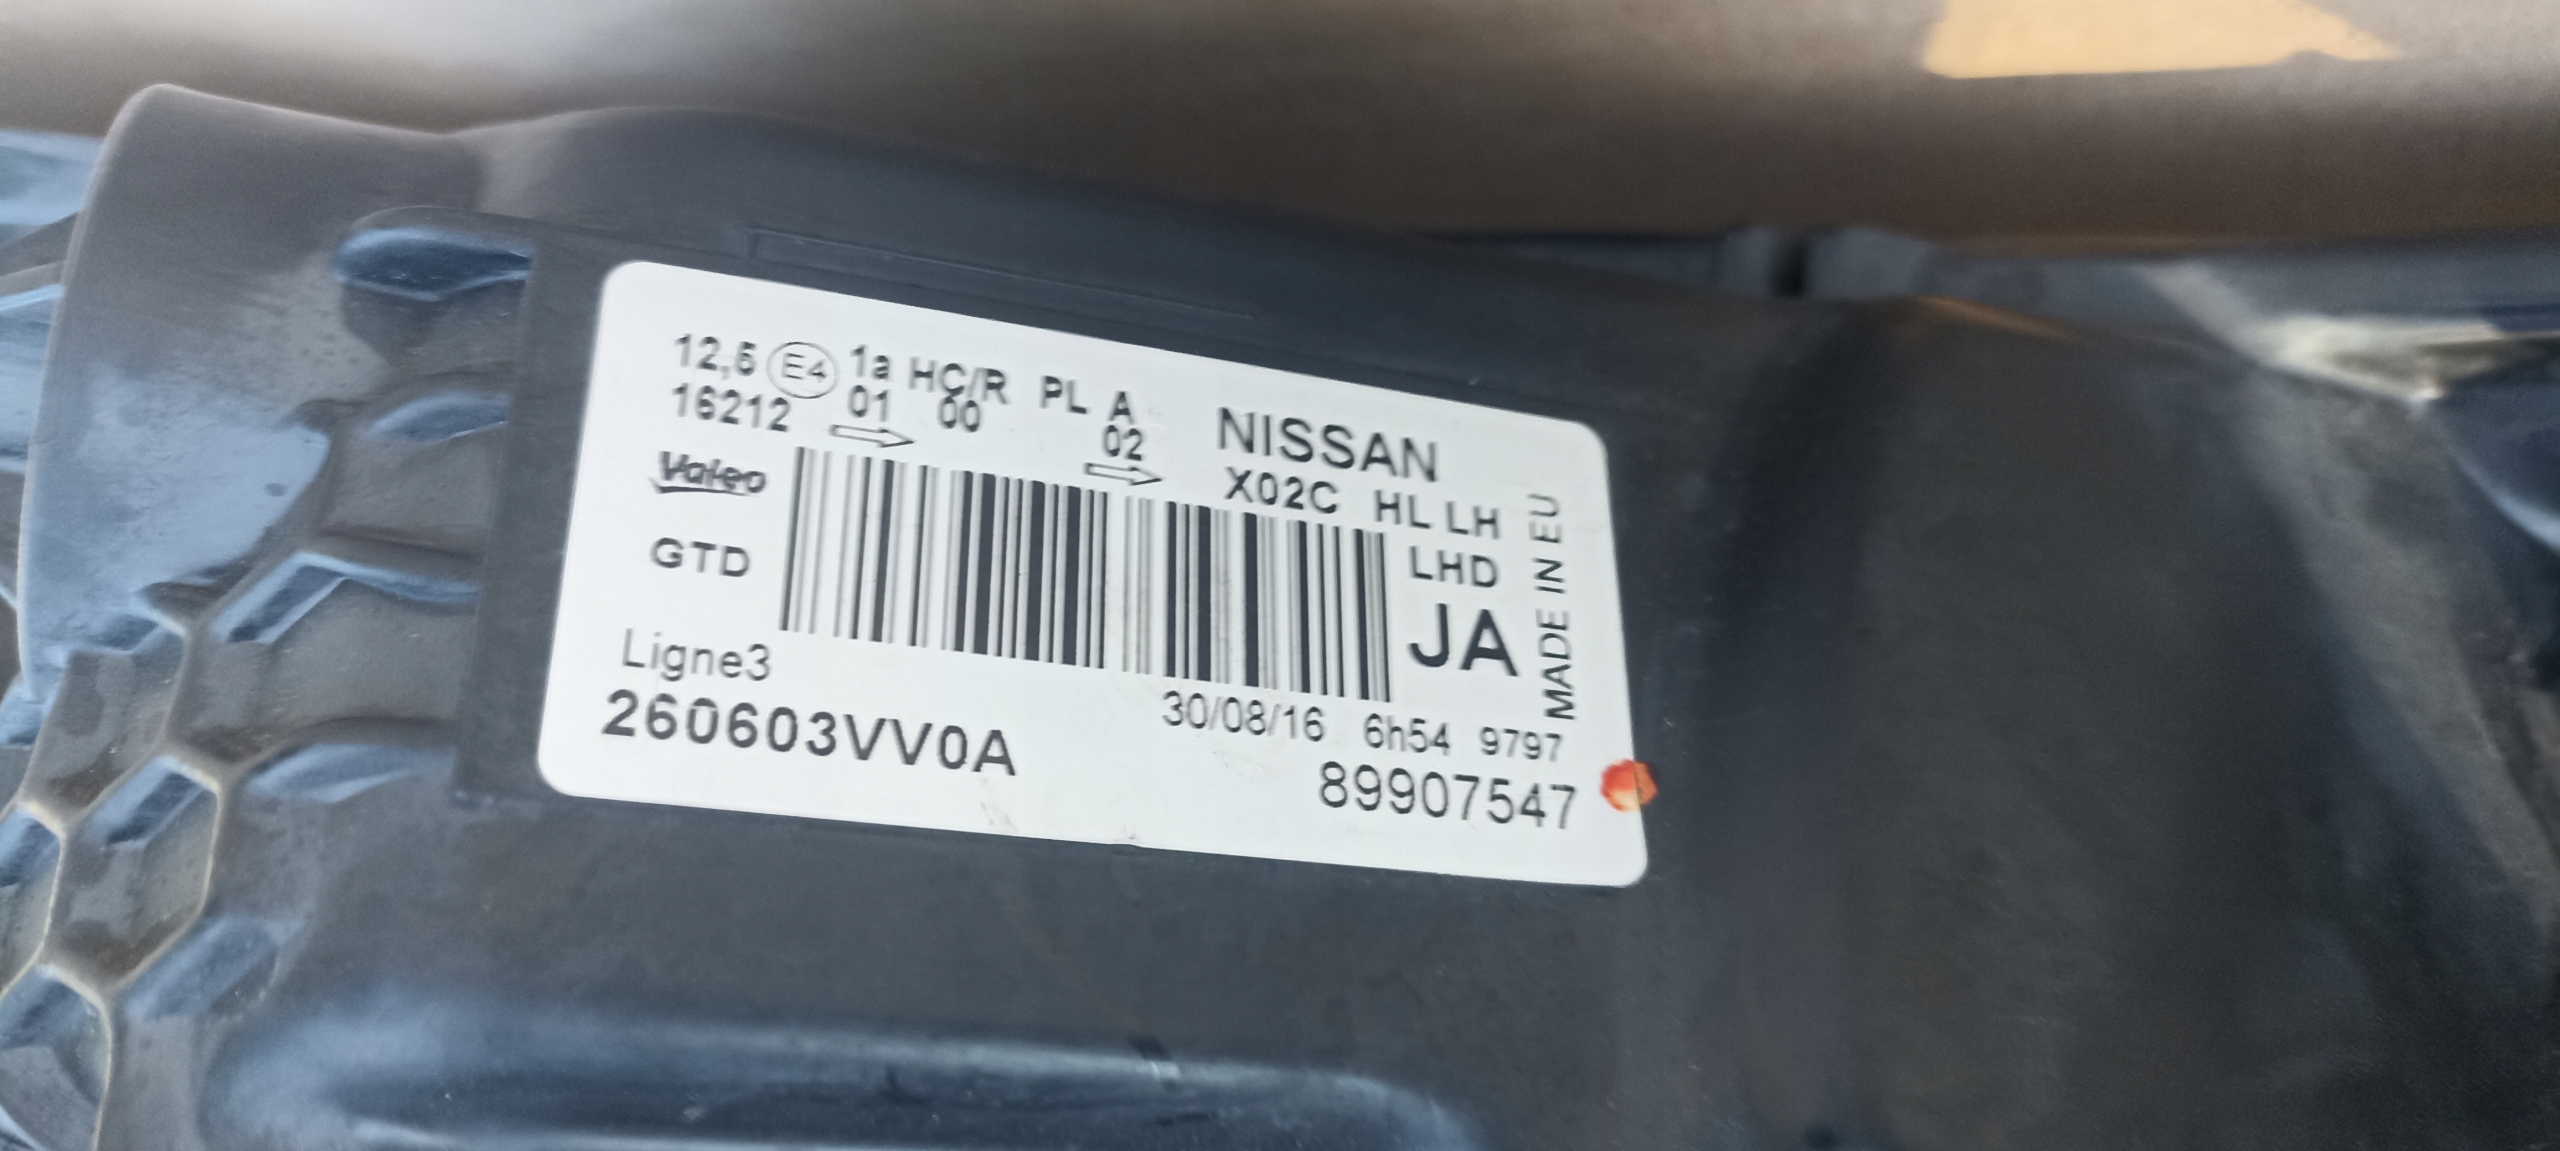 12,5 E4 1a HC/R PL A
16212 01 00 02
NISSAN
X02C HL LH
Valeo
LHD
GTD
JA
MADE IN EU
Ligne3
30/08/16 6h54 9797
260603VV0A
89907547